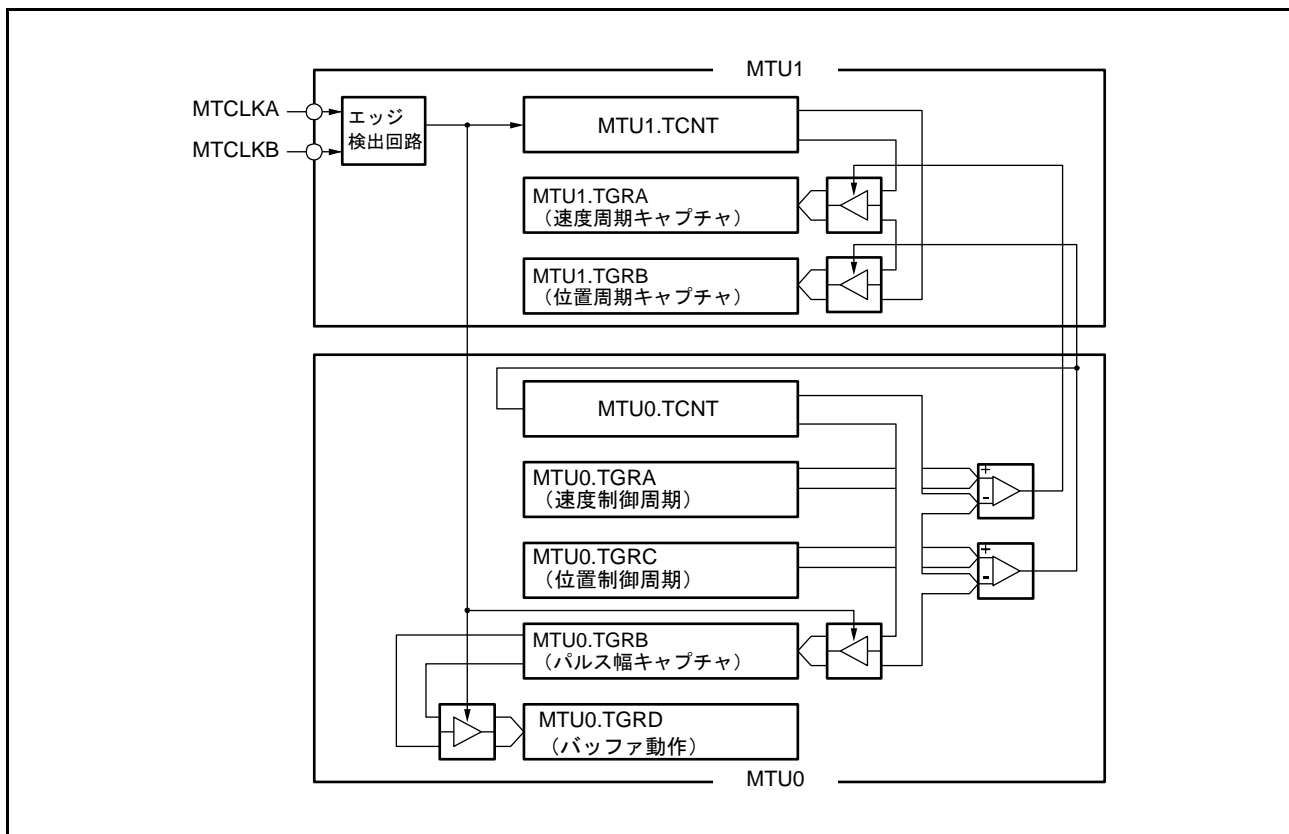 MTU1
MTCLKA
MTCLKB
エッジ
検出回路
MTU1.TCNT
MTU1.TGRA
（速度周期キャプチャ）
MTU1.TGRB
（位置周期キャプチャ）
MTU0.TCNT
MTU0.TGRA
（速度制御周期）
+
-
MTU0.TGRC
（位置制御周期）
+
-
MTU0.TGRB
（パルス幅キャプチャ）
MTU0.TGRD
（バッファ動作）
MTU0